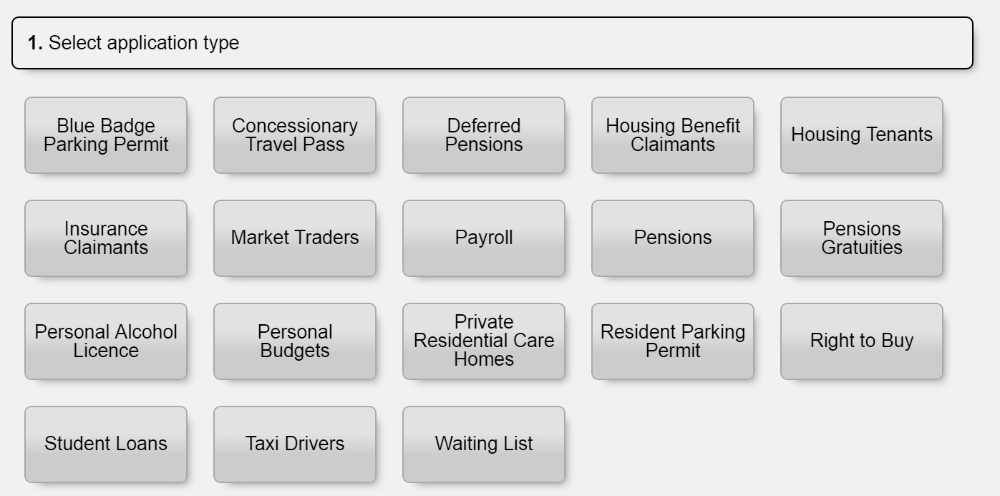 1. Select application type
Blue Badge
Parking Permit
Concessionary
Travel Pass
Deferred
Pensions
Housing Benefit
Claimants
Housing Tenants
Insurance
Claimants
Market Traders
Payroll
Pensions
Pensions
Gratuities
Personal Alcohol
Licence
Personal
Budgets
Private
Residential Care
Homes
Resident Parking
Permit
Right to Buy
Student Loans
Taxi Drivers
Waiting List